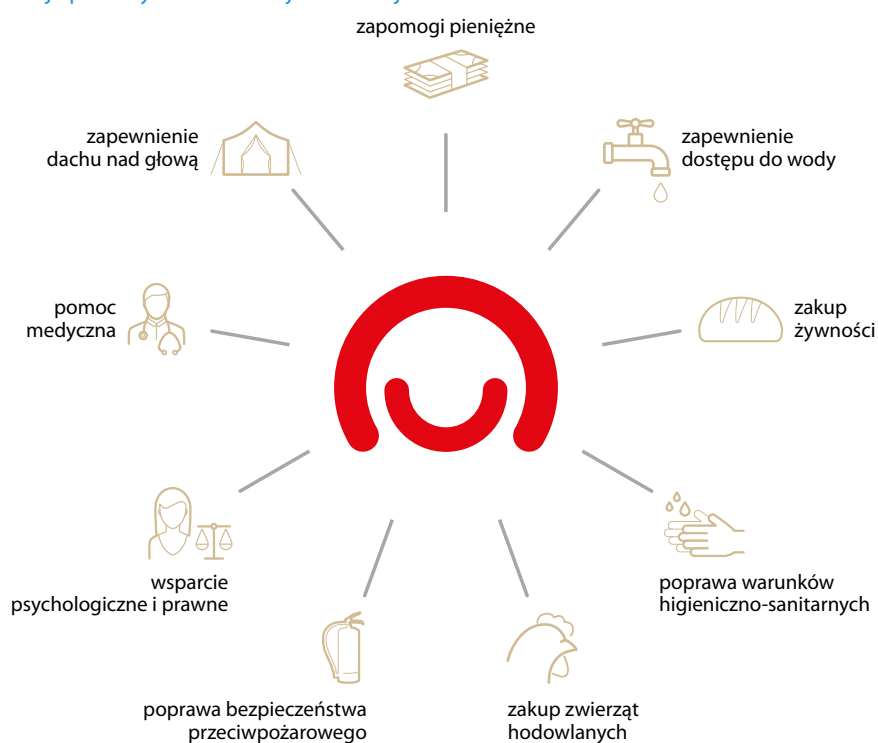 zapomogi pieniężne
zapewnienie
dachu nad głową
zapewnienie
dostępu do wody
pomoc
medyczna
zakup
żywności
wsparcie
psychologiczne i prawne
poprawa warunków
higieniczno-sanitarnych
poprawa bezpieczeństwa
przeciwpożarowego
zakup zwierząt
hodowlanych